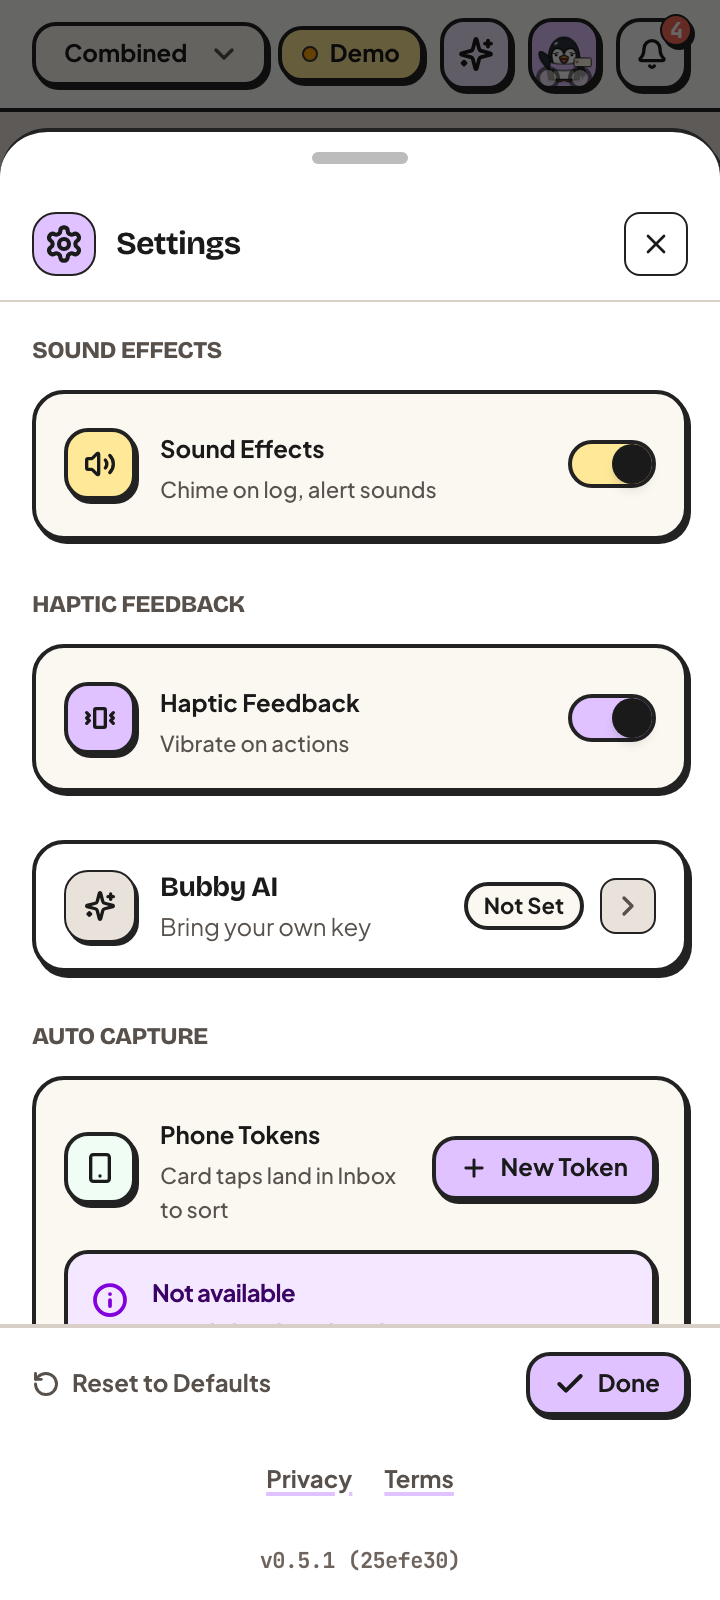 Combined
Demo
4
Settings
SOUND EFFECTS
Sound Effects
Chime on log, alert sounds
HAPTIC FEEDBACK
Haptic Feedback
Vibrate on actions
Bubby AI
Bring your own key
Not Set
AUTO CAPTURE
Phone Tokens
Card taps land in Inbox
to sort
New Token
Not available
Reset to Defaults
Done
Privacy
Terms
v0.5.1 (25efe30)